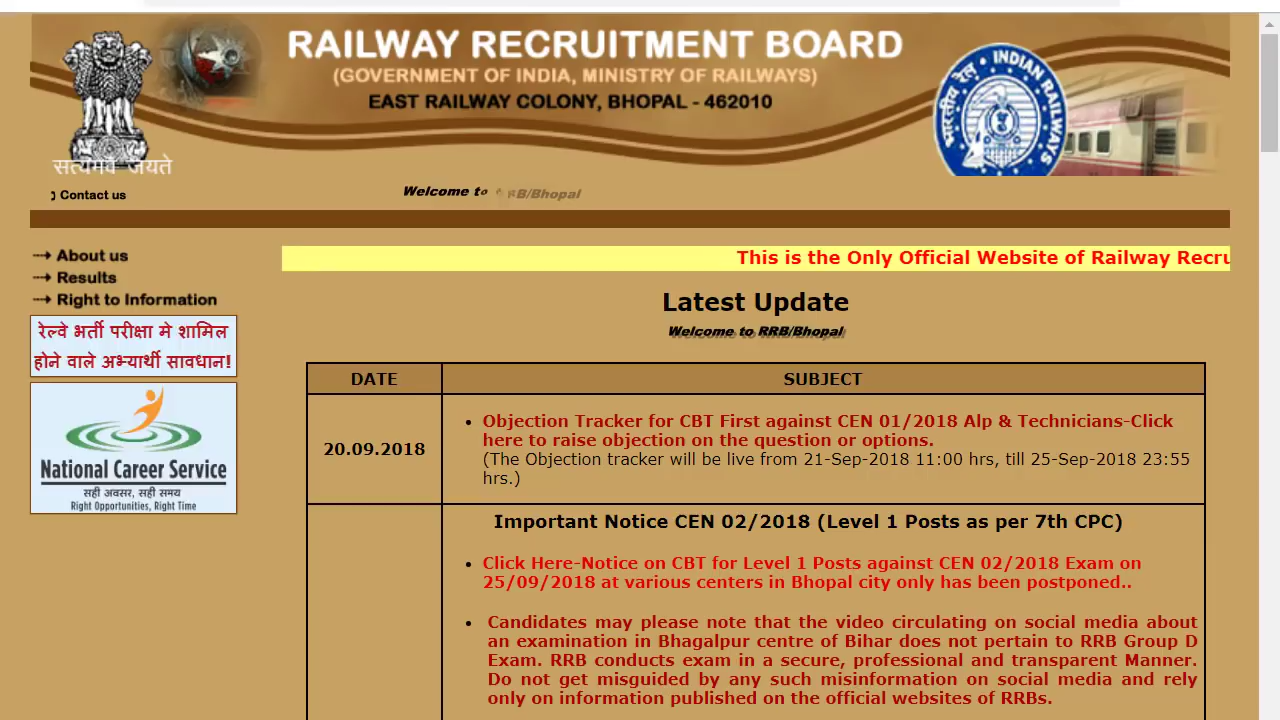 RAILWAY RECRUITMENT BOARD
(GOVERNMENT OF INDIA, MINISTRY OF RAILWAYS)
EAST RAILWAY COLONY, BHOPAL - 462010
सत्यमेव जयते
भारतीय रेल • INDIAN RAILWAYS
Contact us
Welcome to RB/Bhopal
About us
Results
Right to Information
रेल्वे भर्ती परीक्षा मे शामिल
होने वाले अभ्यार्थी सावधान!
National Career Service
सही अवसर, सही समय
Right Opportunities, Right Time
This is the Only Official Website of Railway Recru
Latest Update
Welcome to RRB/Bhopal
DATE SUBJECT
20.09.2018
• Objection Tracker for CBT First against CEN 01/2018 Alp & Technicians-Click
here to raise objection on the question or options.
(The Objection tracker will be live from 21-Sep-2018 11:00 hrs, till 25-Sep-2018 23:55
hrs.)
Important Notice CEN 02/2018 (Level 1 Posts as per 7th CPC)
• Click Here-Notice on CBT for Level 1 Posts against CEN 02/2018 Exam on
25/09/2018 at various centers in Bhopal city only has been postponed..
• Candidates may please note that the video circulating on social media about
an examination in Bhagalpur centre of Bihar does not pertain to RRB Group D
Exam. RRB conducts exam in a secure, professional and transparent Manner.
Do not get misguided by any such misinformation on social media and rely
only on information published on the official websites of RRBs.